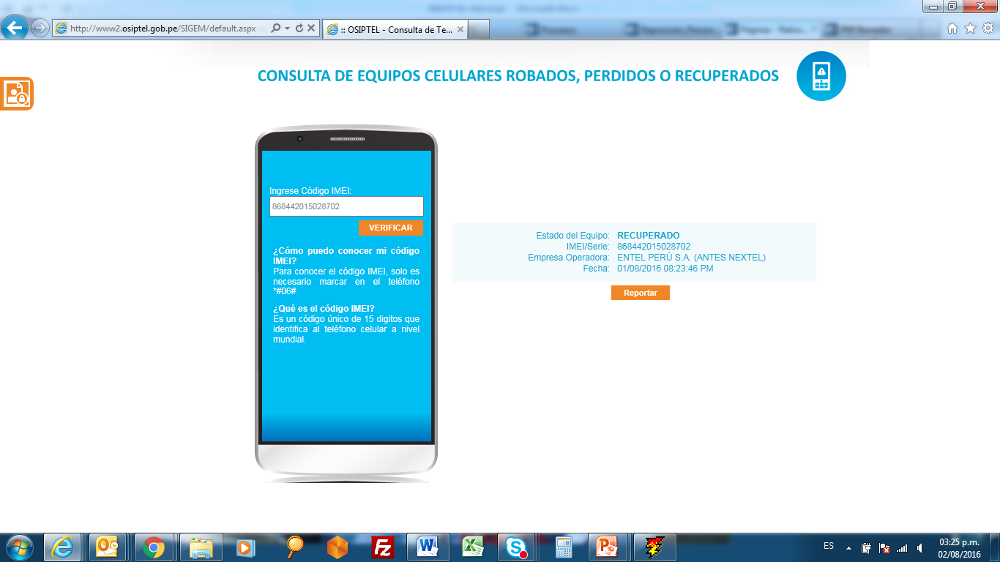 http://www2.osiptel.gob.pe/SIGEM/default.aspx
:: OSIPTEL - Consulta de Te...
CONSULTA DE EQUIPOS CELULARES ROBADOS, PERDIDOS O RECUPERADOS
Ingrese Código IMEI:
868442015028702
VERIFICAR
¿Cómo puedo conocer mi código
IMEI?
Para conocer el código IMEI, solo es
necesario marcar en el teléfono
*#06#
¿Qué es el código IMEI?
Es un código único de 15 digitos que
identifica al teléfono celular a nivel
mundial.
Estado del Equipo: RECUPERADO
IMEI/Serie: 868442015028702
Empresa Operadora: ENTEL PERÚ S.A. (ANTES NEXTEL)
Fecha: 01/08/2016 08:23:46 PM
Reportar
ES
03:25 p.m.
02/08/2016